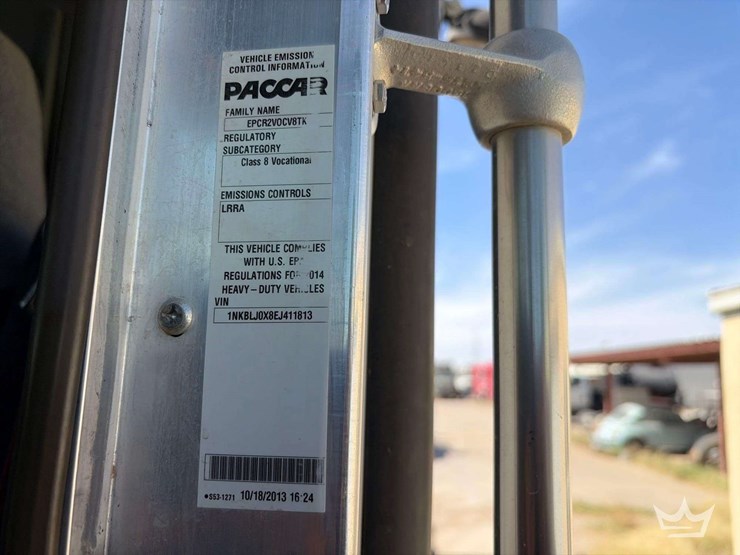 VEHICLE EMISSION
CONTROL INFORMATION
PACCAR
FAMILY NAME
EPCR2VOCV8TK
REGULATORY
SUBCATEGORY
Class 8 Vocational
EMISSIONS CONTROLS
LRRA
THIS VEHICLE COMPLIES
WITH U.S. EPA
REGULATIONS FOR 2014
HEAVY-DUTY VEHICLES
VIN
1NKBLJ0X8EJ411813
553-1271 10/18/2013 16:24